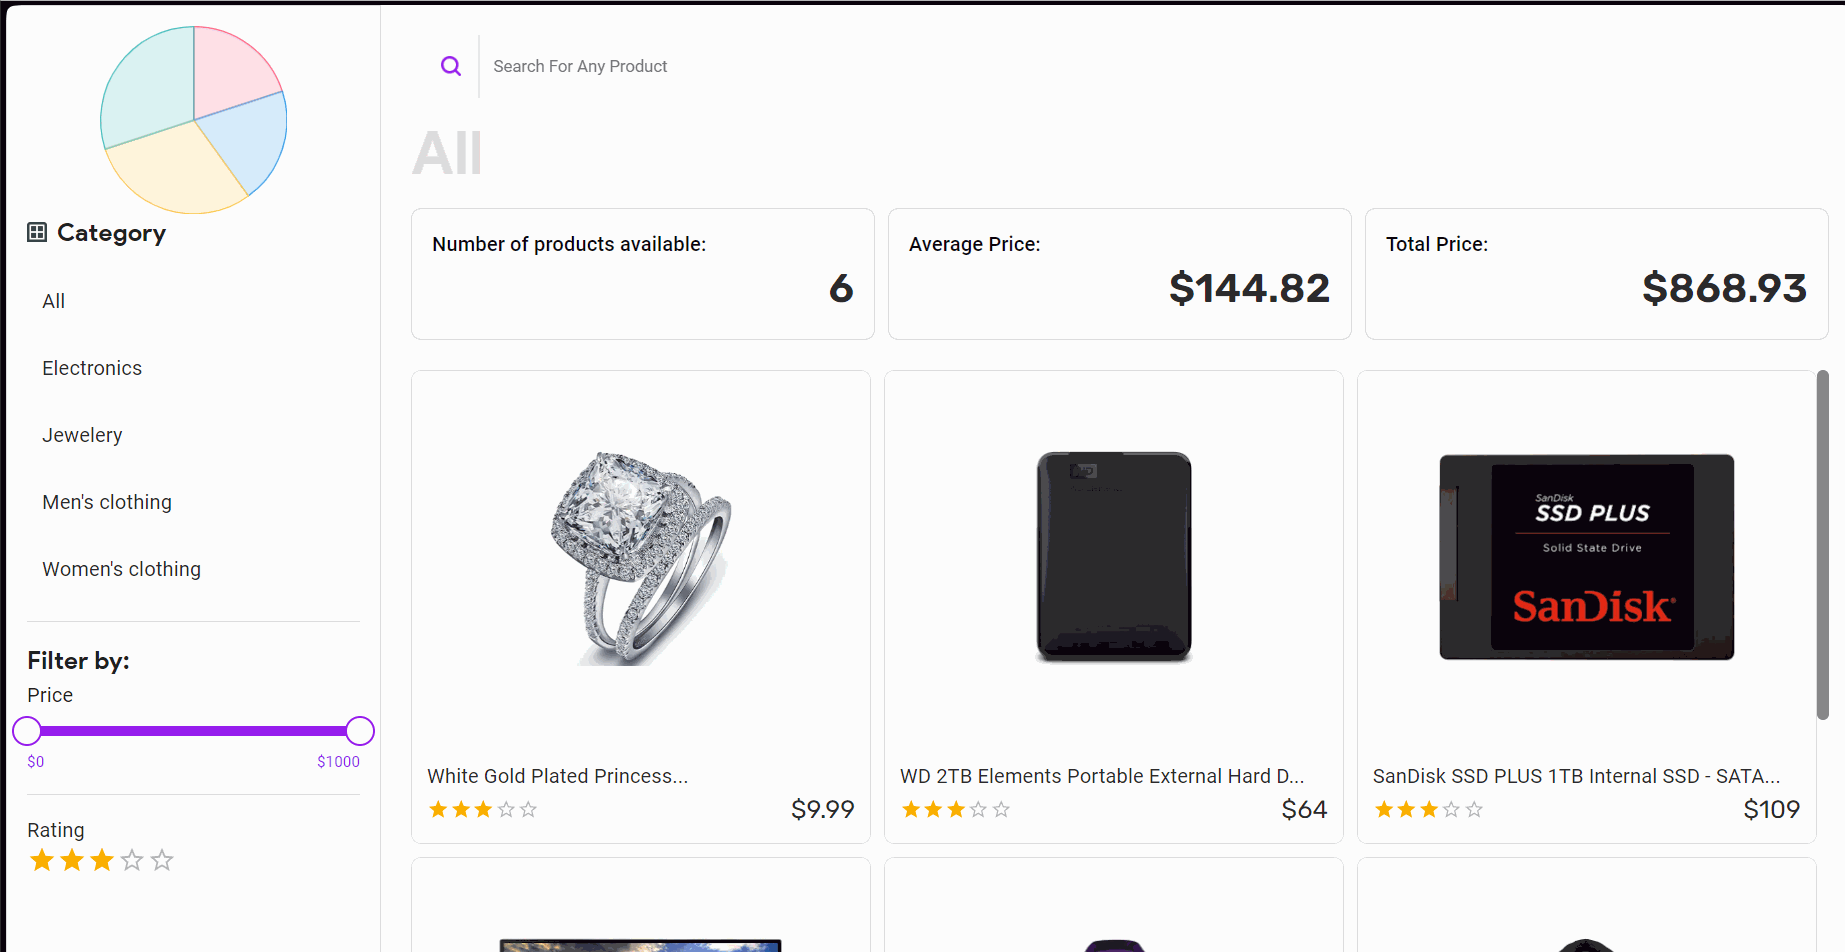 Search For Any Product
All
Category
All
Electronics
Jewelery
Men's clothing
Women's clothing
Filter by:
Price
$0 $1000
Rating
Number of products available:
6
Average Price:
$144.82
Total Price:
$868.93
SanDisk
SSD PLUS
Solid State Drive
SanDisk
White Gold Plated Princess...
$9.99
WD 2TB Elements Portable External Hard D...
$64
SanDisk SSD PLUS 1TB Internal SSD - SATA...
$109